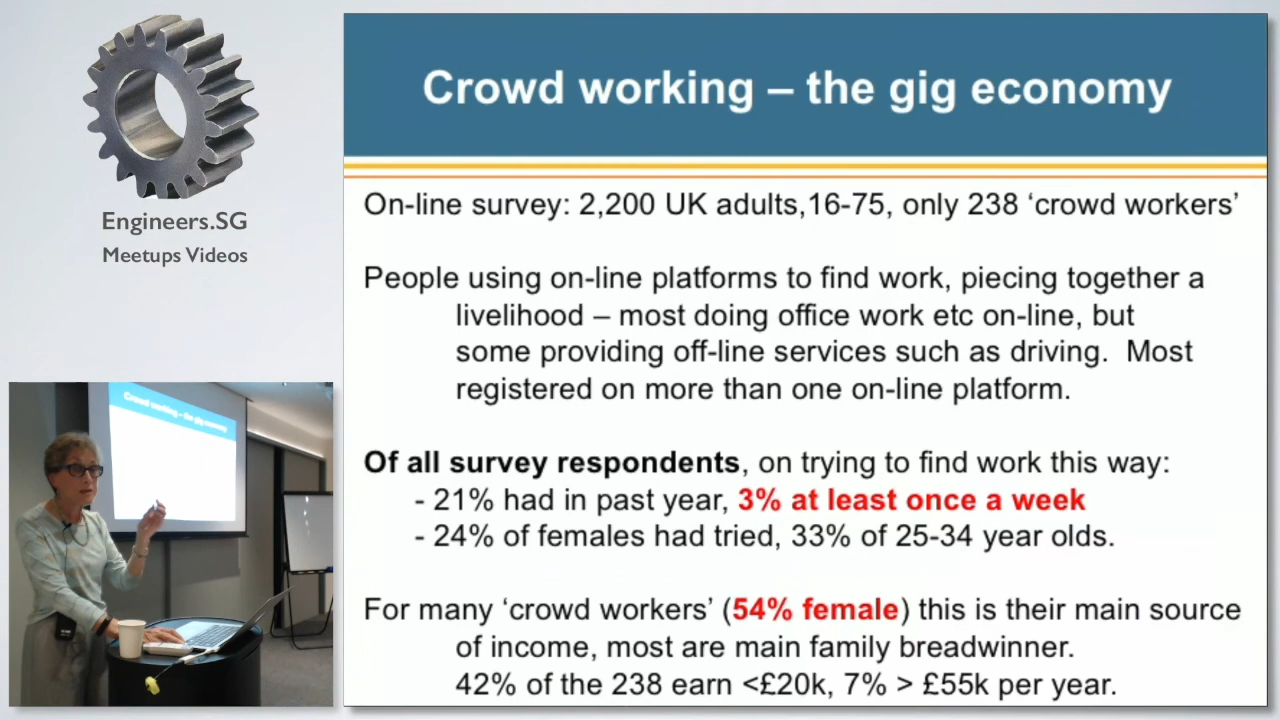 Engineers.SG
Meetups Videos
Crowd working – the gig economy
On-line survey: 2,200 UK adults,16-75, only 238 ‘crowd workers’
People using on-line platforms to find work, piecing together a
livelihood – most doing office work etc on-line, but
some providing off-line services such as driving.  Most
registered on more than one on-line platform.
Of all survey respondents, on trying to find work this way:
- 21% had in past year, 3% at least once a week
- 24% of females had tried, 33% of 25-34 year olds.
For many ‘crowd workers’ (54% female) this is their main source
of income, most are main family breadwinner.
42% of the 238 earn <£20k, 7% > £55k per year.
Crowd working – the gig economy